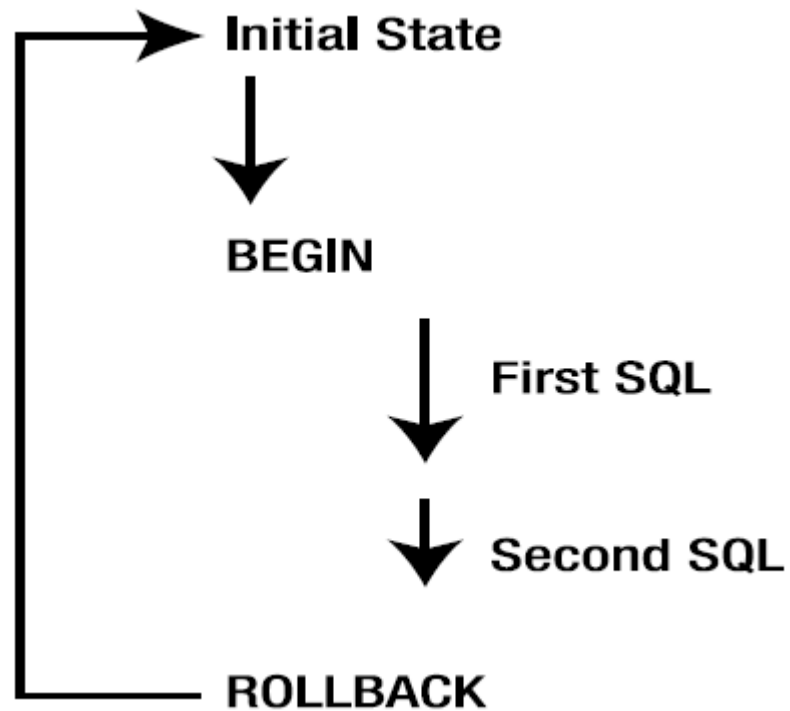 Initial State
BEGIN
First SQL
Second SQL
ROLLBACK